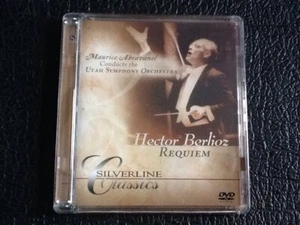 Maurice Abravanel
Conducts the
Utah Symphony Orchestra
Hector Berlioz
REQUIEM
SILVERLINE
Classics
DVD